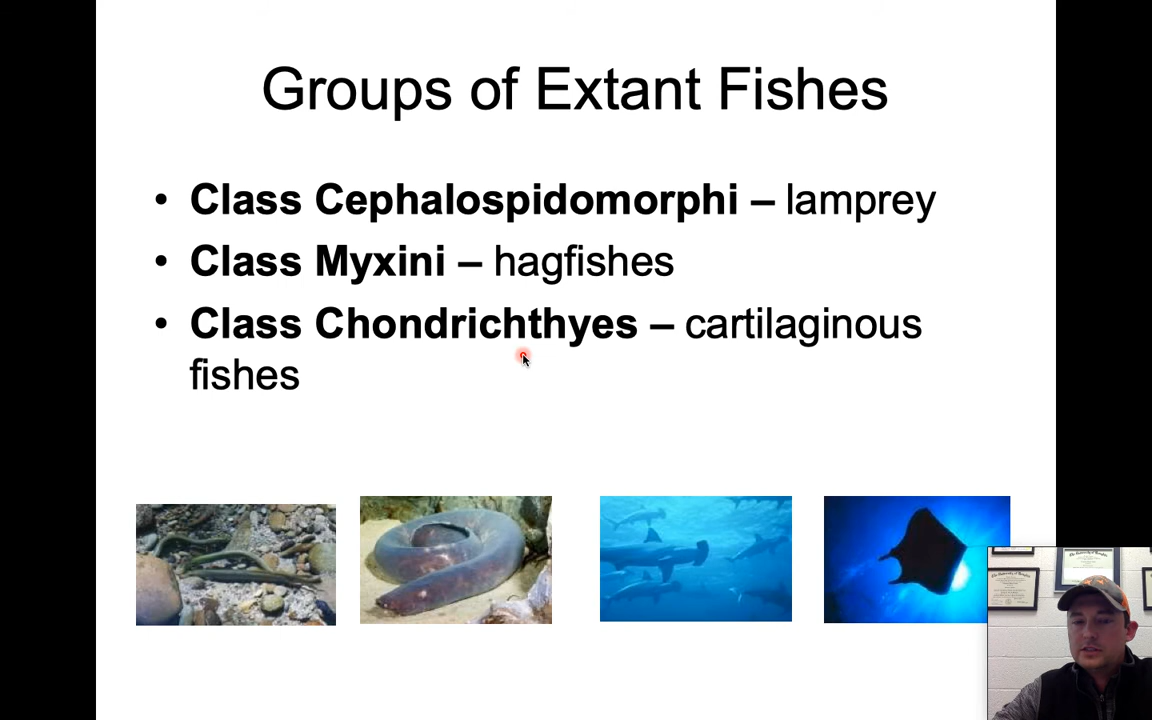 Groups of Extant Fishes
• Class Cephalospidomorphi – lamprey
• Class Myxini – hagfishes
• Class Chondrichthyes – cartilaginous
fishes